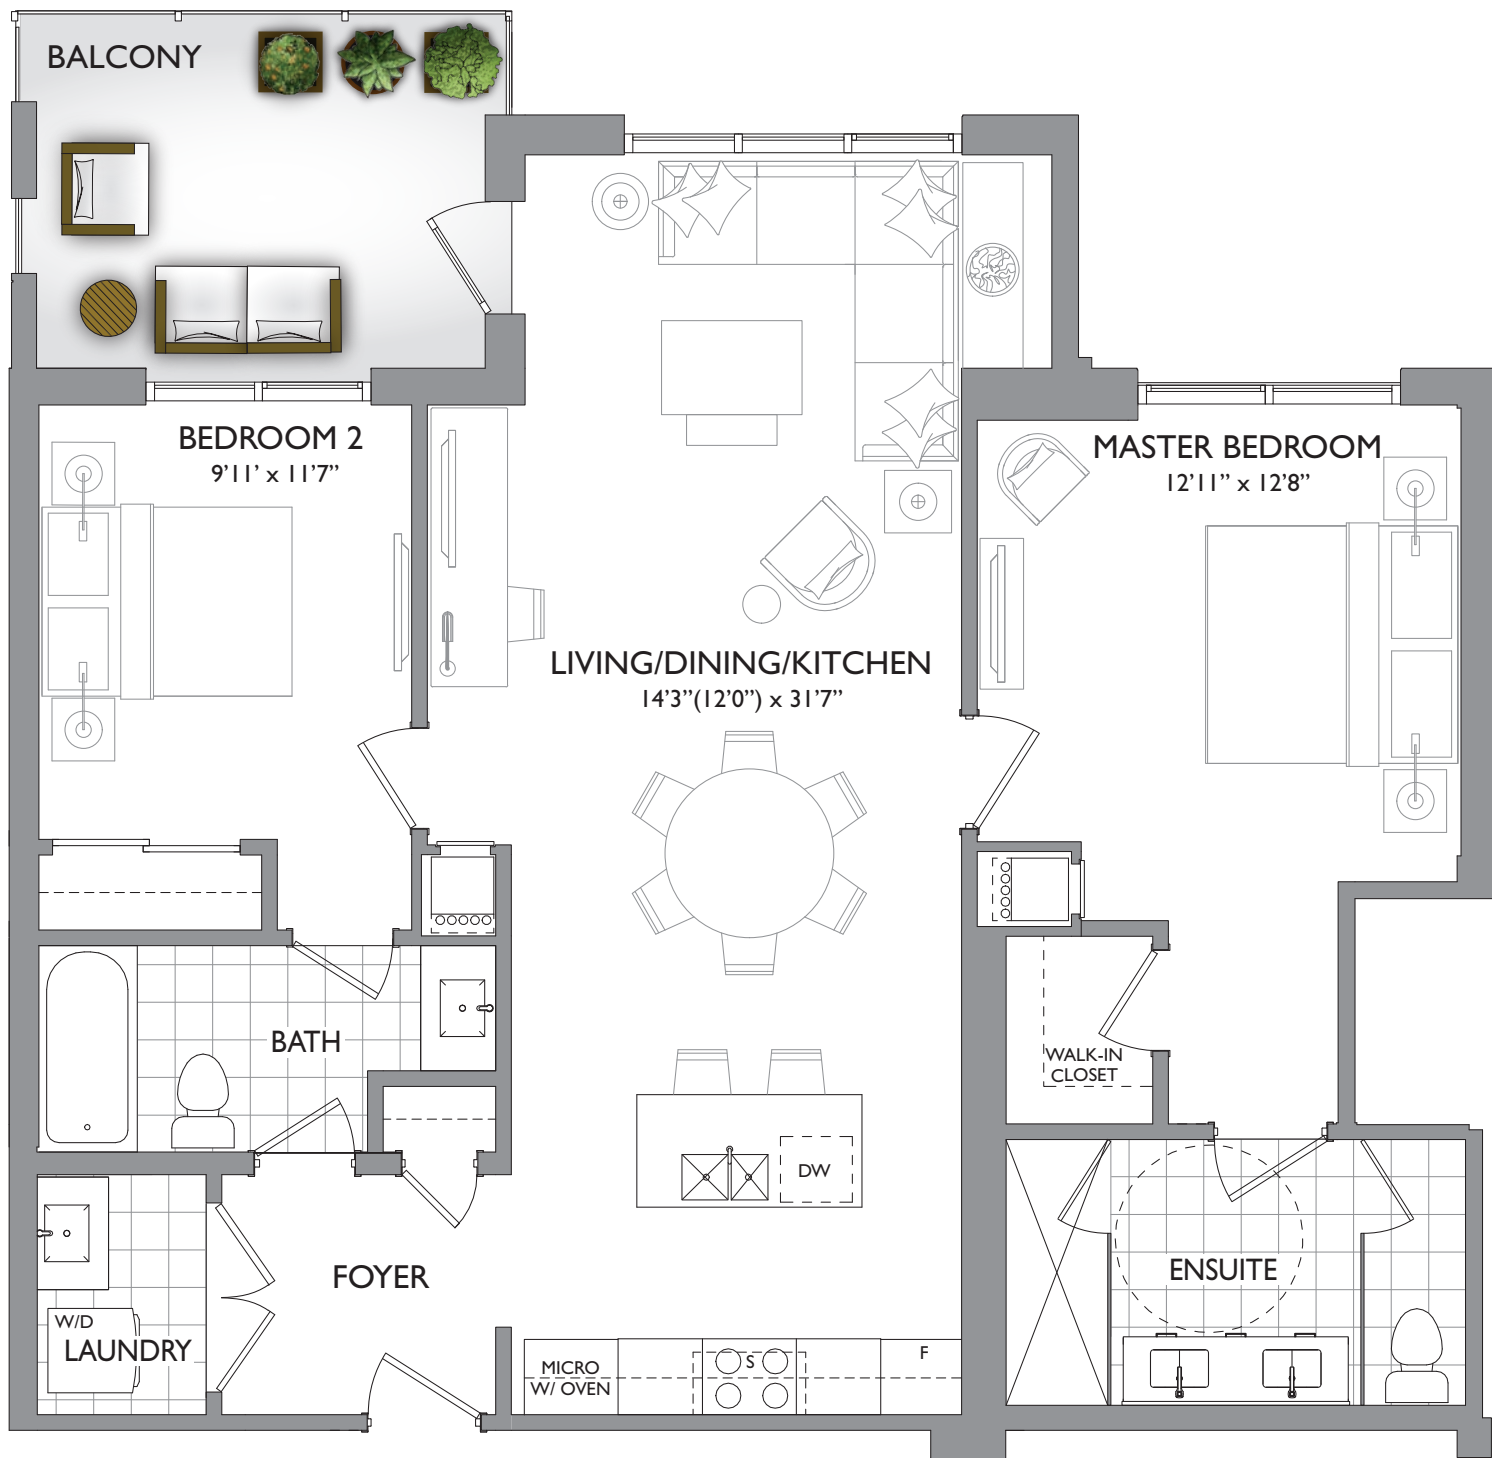 BALCONY
BEDROOM 2
9'11' x 11'7”
MASTER BEDROOM
12'11” x 12'8”
LIVING/DINING/KITCHEN
14'3”(12'0”) x 31'7”
BATH
WALK-IN
CLOSET
DW
FOYER
ENSUITE
W/D
LAUNDRY
MICRO
W/ OVEN
S
F